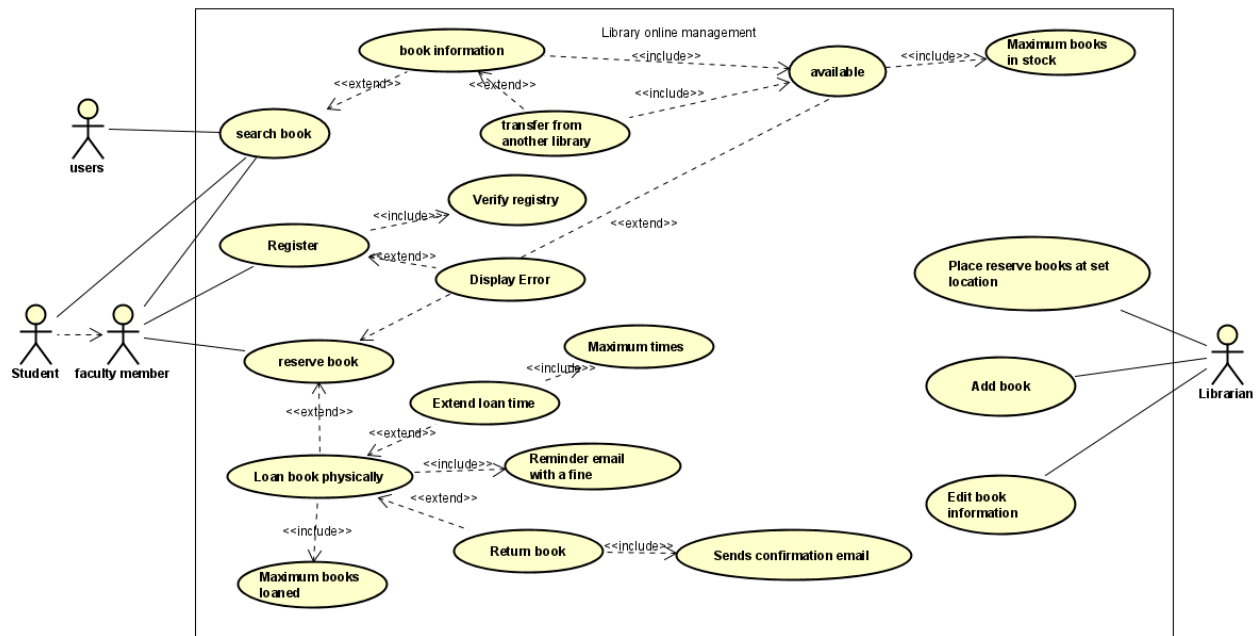 Library online management
book information
<<include>>
available
<<include>>
Maximum books
in stock
<<extend>>
<<extend>>
<<include>>
search book
transfer from
another library
users
Verify registry
<<include>>
Register
<<extend>>
<<extend>>
Display Error
Place reserve books at set
location
Student
faculty member
reserve book
Maximum times
<<include>>
Extend loan time
Add book
Librarian
<<extend>>
<<extend>>
Loan book physically
<<include>>
Reminder email
with a fine
<<extend>>
Edit book
information
<<include>>
Return book
<<include>>
Sends confirmation email
Maximum books
loaned